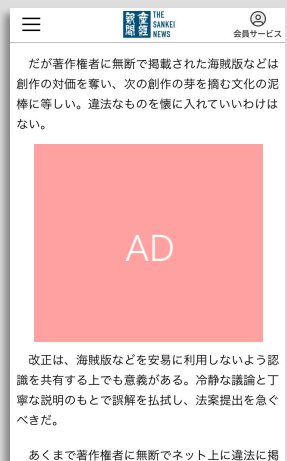 産經新聞
THE
SANKEI
NEWS
会員サービス
だが著作権者に無断で掲載された海賊版などは
創作の対価を奪い、次の創作の芽を摘む文化の泥
棒に等しい。違法なものを懐に入れていいわけは
ない。
AD
改正は、海賊版などを安易に利用しないよう認
識を共有する上でも意義がある。冷静な議論と丁
寧な説明のもとで誤解を払拭し、法案提出を急ぐ
べきだ。
あくまで著作権者に無断でネット上に違法に掲